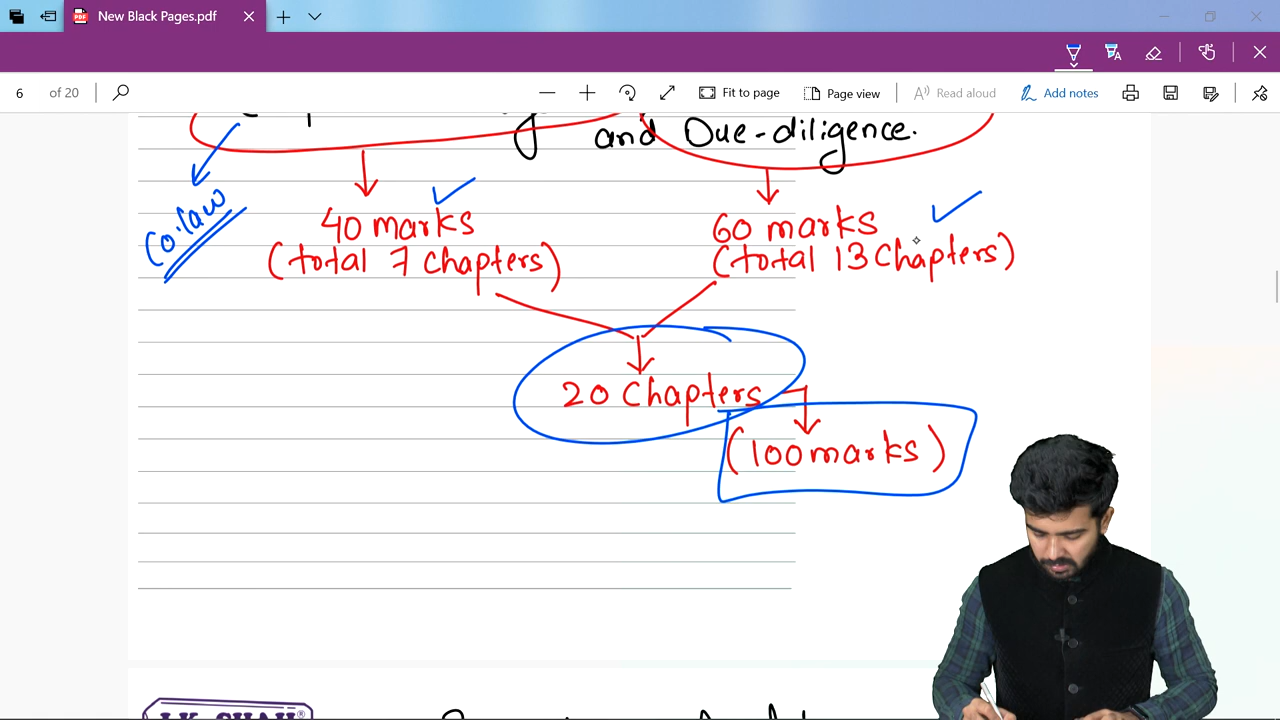 New Black Pages.pdf
6 of 20
Fit to page
Page view
Read aloud
Add notes
and Due-diligence.
Co.law
40 marks
(total 7 Chapters)
60 marks
(total 13 Chapters)
20 Chapters
(100 marks)